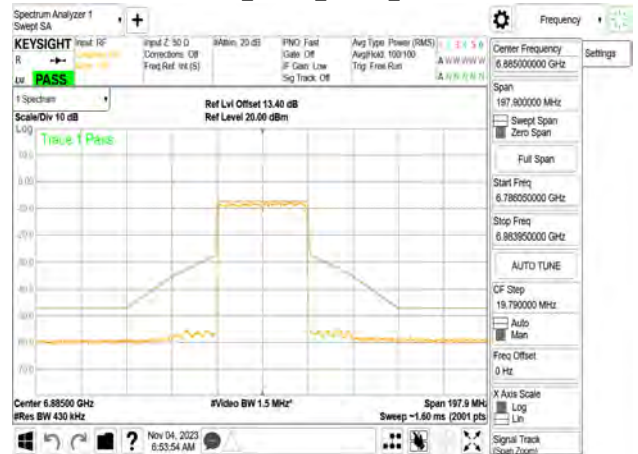 Spectrum Analyzer 1
Swept SA
+
Frequency
KEYSIGHT
R
LV PASS
Input: RF
Input Z: 50 Ω
Corrections: Off
Freq Ref: Int (S)
#Atten: 20 dB
PNO: Fast
Gate: Off
IF Gain: Low
Sig Track: Off
Avg Type: Power (RMS)
Avg|Hold: 100/100
Trig: Free Run
1 Spectrum
Scale/Div 10 dB
Ref Lvl Offset 13.40 dB
Ref Level 20.00 dBm
Log
Trace 1 Pass
Center 6.88500 GHz
#Res BW 430 kHz
#Video BW 1.5 MHz*
Span 197.9 MHz
Sweep ~1.60 ms (2001 pts
Nov 04, 2023
6:53:54 AM
Center Frequency
6.885000000 GHz
Settings
Span
197.900000 MHz
Swept Span
Zero Span
Full Span
Start Freq
6.786050000 GHz
Stop Freq
6.983950000 GHz
AUTO TUNE
CF Step
19.790000 MHz
Auto
Man
Freq Offset
0 Hz
X Axis Scale
Log
Lin
Signal Track
(Span Zoom)